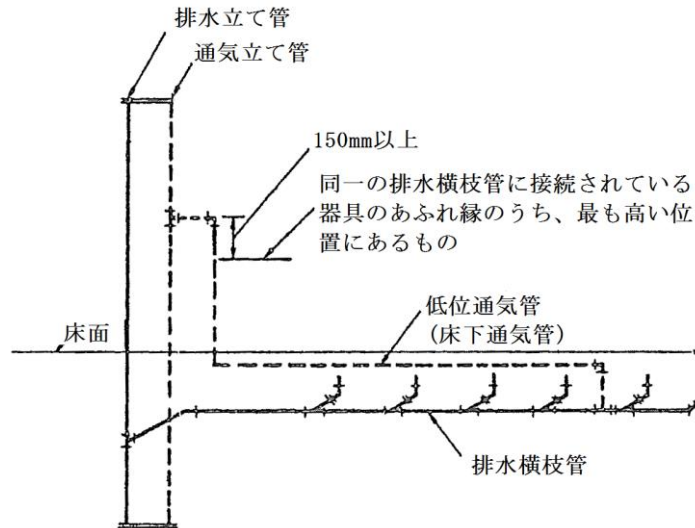 排水立て管
通気立て管
150mm以上
同一の排水横枝管に接続されている
器具のあふれ縁のうち、最も高い位
置にあるもの
低位通気管
(床下通気管)
床面
排水横枝管